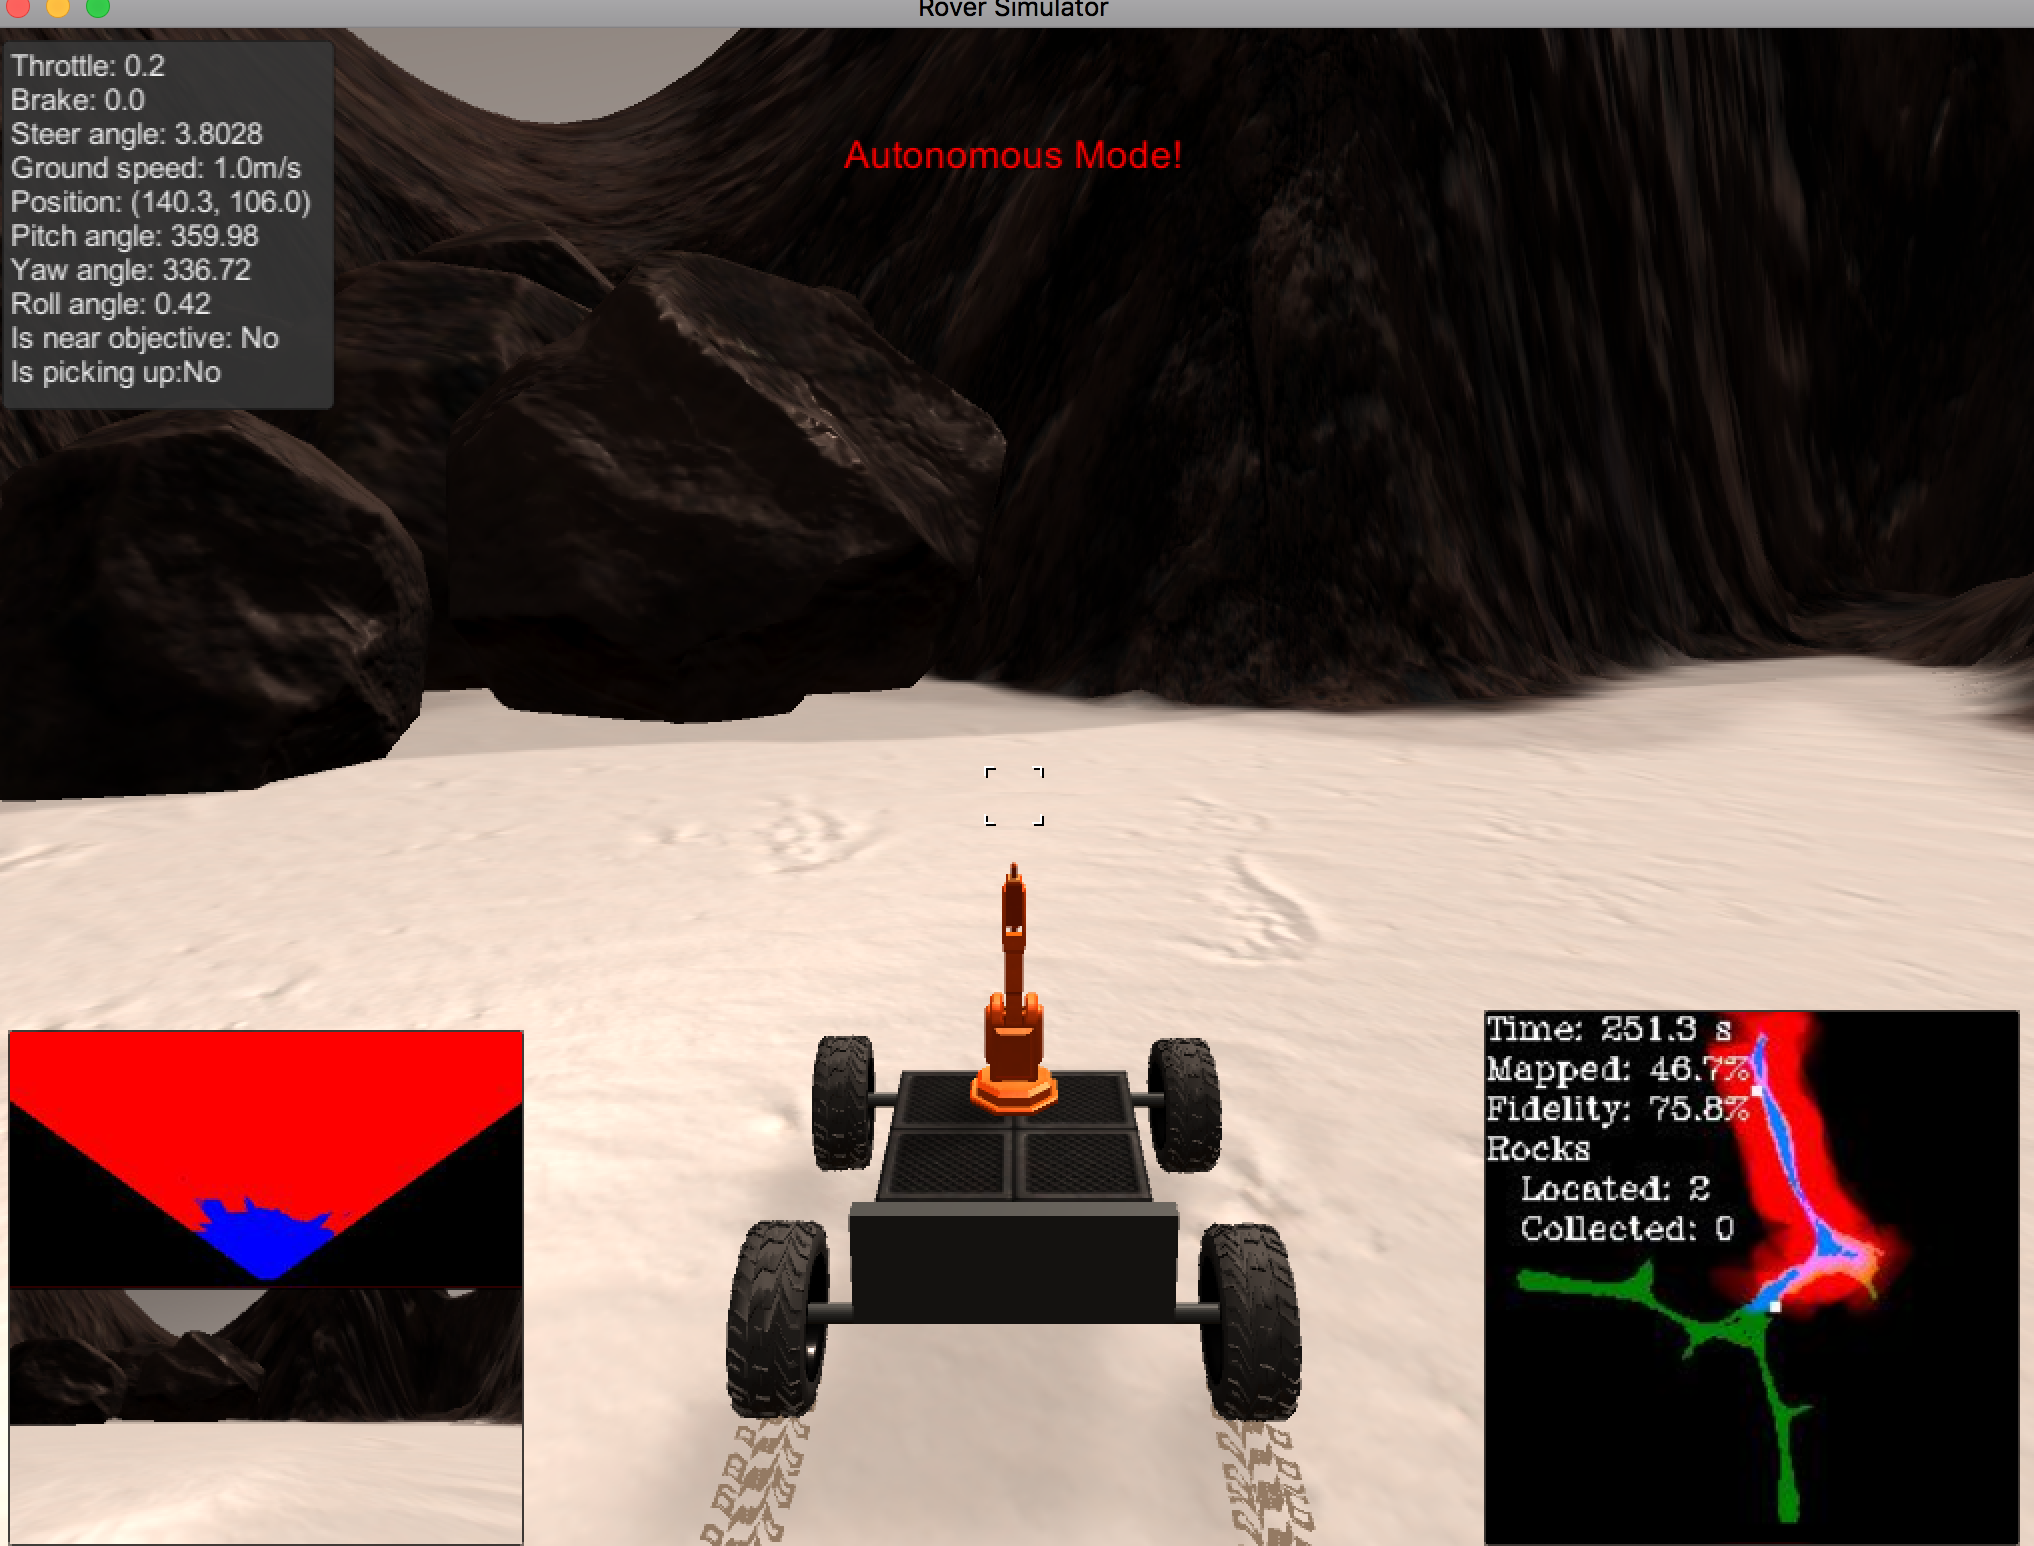 Rover Simulator
Throttle: 0.2
Brake: 0.0
Steer angle: 3.8028
Ground speed: 1.0m/s
Position: (140.3, 106.0)
Pitch angle: 359.98
Yaw angle: 336.72
Roll angle: 0.42
Is near objective: No
Is picking up:No
Autonomous Mode!
Time: 251.3 s
Mapped: 46.7%
Fidelity: 75.8%
Rocks
Located: 2
Collected: 0